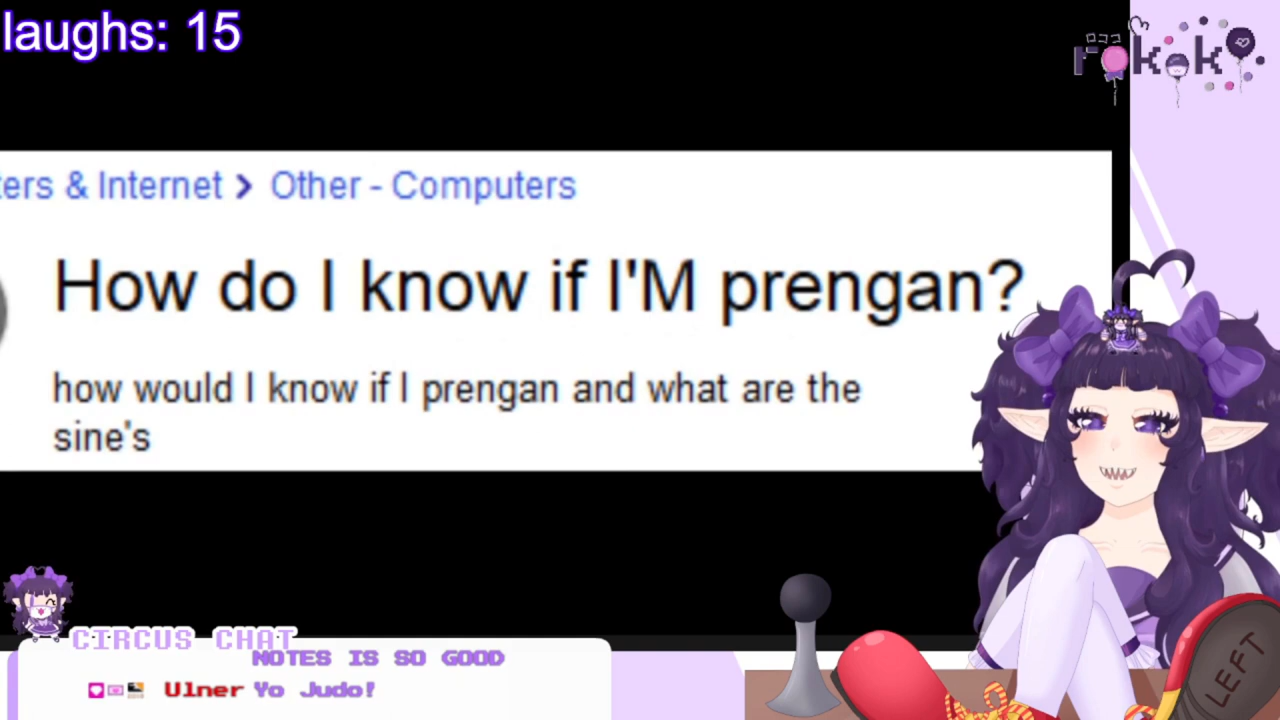 laughs: 15
rokoko
ters & Internet > Other - Computers
How do I know if I'M prengan?
how would I know if I prengan and what are the
sine's
CIRCUS CHAT
NOTES IS SO GOOD
Ulner Yo Judo!
LEFT